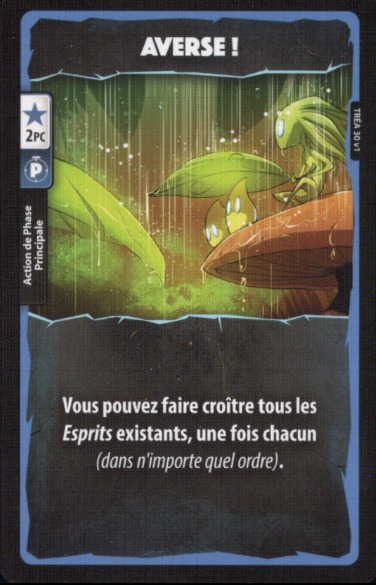 AVERSE !
2PC
P
Action de Phase
Principale
TREA 30 v1
Vous pouvez faire croître tous les
Esprits existants, une fois chacun
(dans n'importe quel ordre).